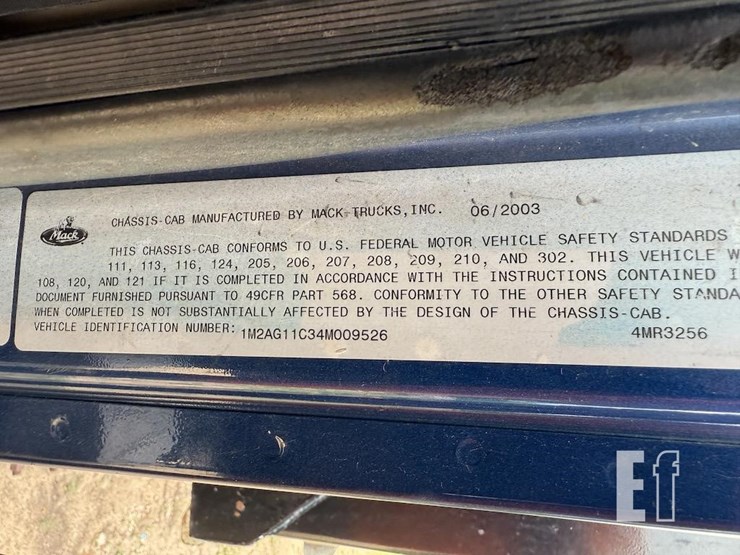 Mack
CHASSIS-CAB MANUFACTURED BY MACK TRUCKS, INC. 06/2003
THIS CHASSIS-CAB CONFORMS TO U.S. FEDERAL MOTOR VEHICLE SAFETY STANDARDS
111, 113, 116, 124, 205, 206, 207, 208, 209, 210, AND 302. THIS VEHICLE W
108, 120, AND 121 IF IT IS COMPLETED IN ACCORDANCE WITH THE INSTRUCTIONS CONTAINED I
DOCUMENT FURNISHED PURSUANT TO 49CFR PART 568. CONFORMITY TO THE OTHER SAFETY STANDA
WHEN COMPLETED IS NOT SUBSTANTIALLY AFFECTED BY THE DESIGN OF THE CHASSIS-CAB.
VEHICLE IDENTIFICATION NUMBER: 1M2AG11C34M009526 4MR3256
Ef